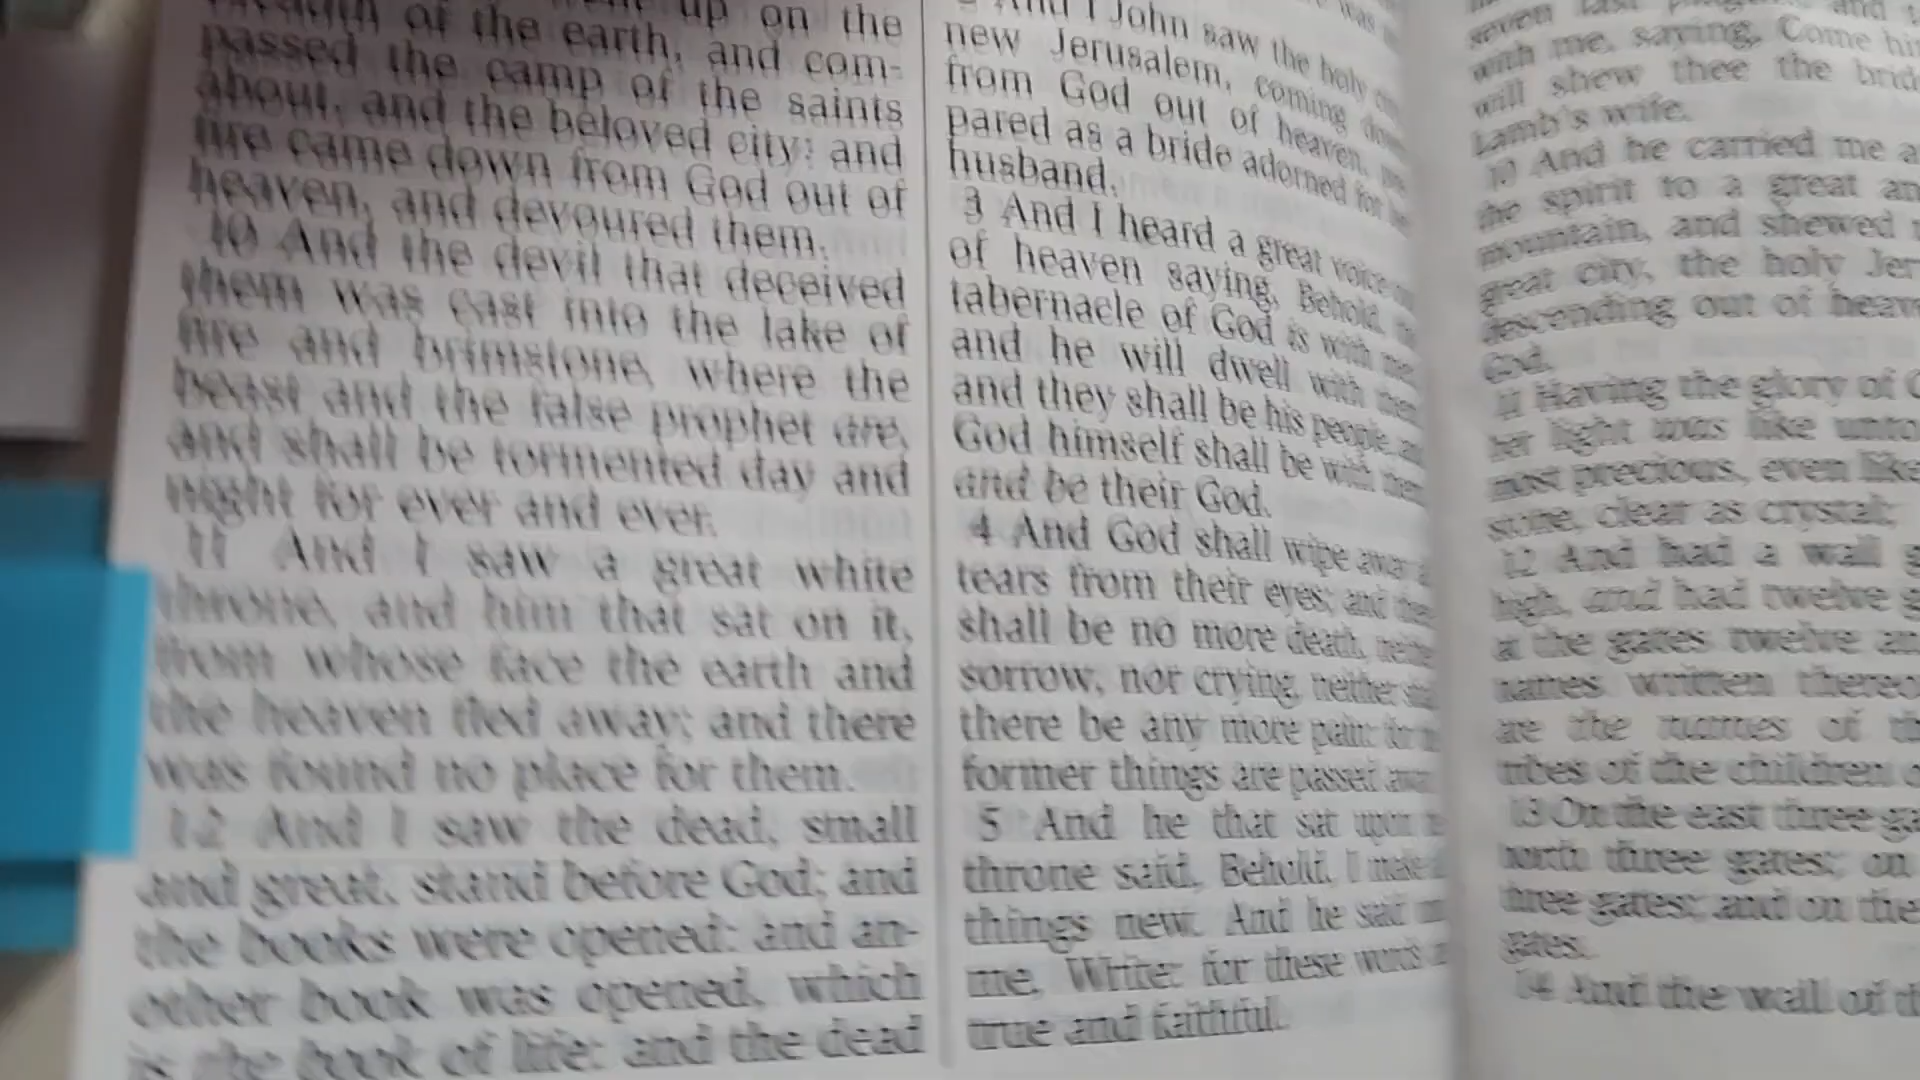 up on the
of the earth, and com-
passed the camp of the saints
about, and the beloved city: and
fire came down from God out of
heaven, and devoured them.
10 And the devil that deceived
them was cast into the lake of
fire and brimstone, where the
beast and the false prophet are,
and shall be tormented day and
night for ever and ever.
11 And I saw a great white
throne, and him that sat on it,
from whose face the earth and
the heaven fled away; and there
was found no place for them.
12 And I saw the dead, small
and great, stand before God; and
the books were opened: and an-
other book was opened, which
is the book of life: and the dead
And I John saw the holy
new Jerusalem, coming down
from God out of heaven,
pared as a bride adorned for
husband.
3 And I heard a great voice
of heaven saying, Behold,
tabernacle of God is with
and he will dwell with them
and they shall be his people,
God himself shall be with them
and be their God.
4 And God shall wipe away
tears from their eyes; and
shall be no more death,
sorrow, nor crying, neither
there be any more pain: for
former things are passed
5 And he that sat upon
throne said, Behold, I make
things new. And he said
me, Write: for these words
true and faithful.
seven last and
with me, saying, Come
will shew thee the
Lamb's wife.
10 And he carried me
the spirit to a great
mountain, and shewed
great city, the holy
descending out of
God,
11 Having the glory of
her light was like
most precious, even
stone, clear as crystal;
12 And had a wall
high, and had twelve
at the gates twelve
names written
are the names of
tribes of the children
13 On the east three
north three gates; on
three gates; and on the
gates.
14 And the wall of